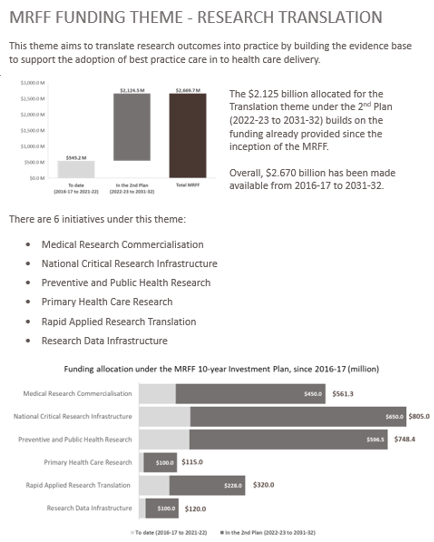 MRFF FUNDING THEME - RESEARCH TRANSLATION
This theme aims to translate research outcomes into practice by building the evidence base
to support the adoption of best practice care in to health care delivery.
$3,000.0 M
$2,500.0 M
$2,000.0 M
$1,500.0 M
$1,000.0 M
$500.0 M
$0.0 M
$545.2 M
$2,124.5 M
$2,669.7 M
To date
(2016-17 to 2021-22)
In the 2nd Plan
(2022-23 to 2031-32)
Total MRFF
The $2.125 billion allocated for the
Translation theme under the 2nd Plan
(2022-23 to 2031-32) builds on the
funding already provided since the
inception of the MRFF.
Overall, $2.670 billion has been made
available from 2016-17 to 2031-32.
There are 6 initiatives under this theme:
• Medical Research Commercialisation
• National Critical Research Infrastructure
• Preventive and Public Health Research
• Primary Health Care Research
• Rapid Applied Research Translation
• Research Data Infrastructure
Funding allocation under the MRFF 10-year Investment Plan, since 2016-17 (million)
Medical Research Commercialisation $450.0 $561.3
National Critical Research Infrastructure $650.0 $805.0
Preventive and Public Health Research $596.5 $748.4
Primary Health Care Research $100.0 $115.0
Rapid Applied Research Translation $228.0 $320.0
Research Data Infrastructure $100.0 $120.0
To date (2016-17 to 2021-22) In the 2nd Plan (2022-23 to 2031-32)